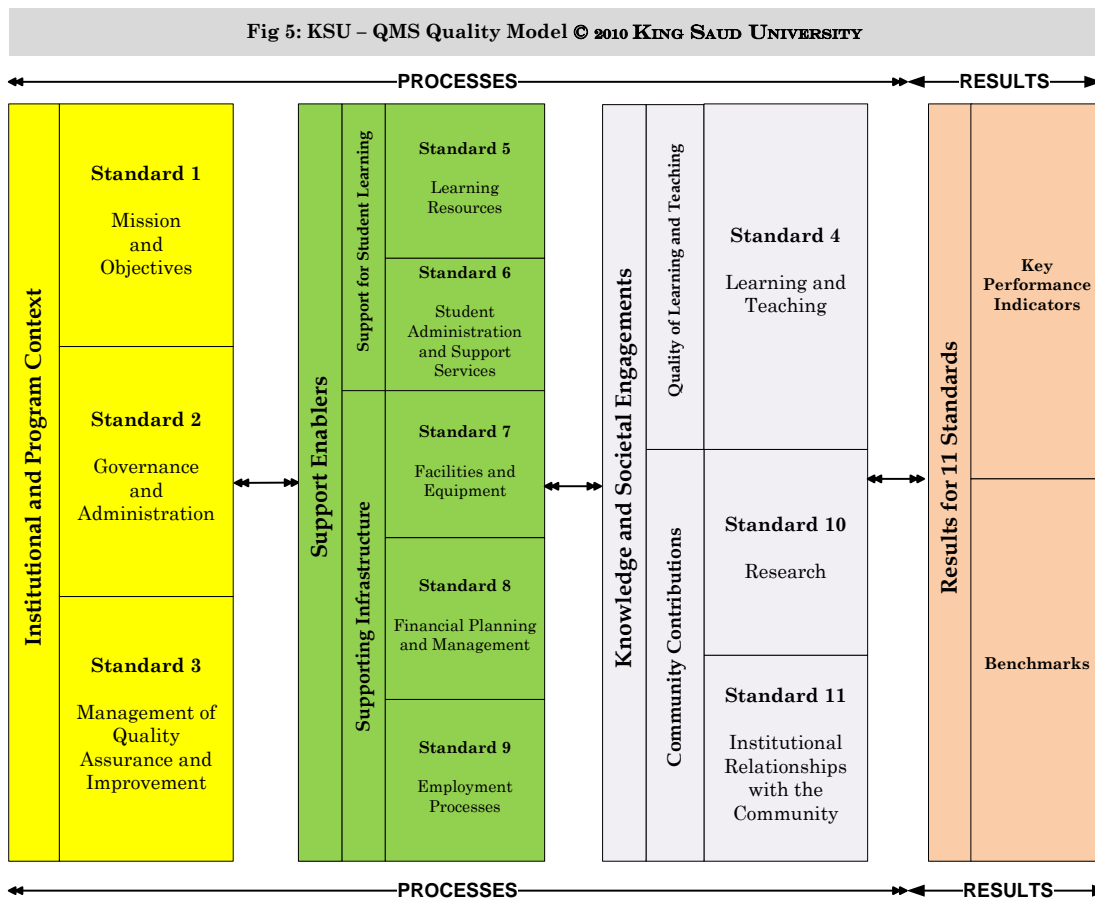 Fig 5: KSU – QMS Quality Model © 2010 KING SAUD UNIVERSITY
PROCESSES
RESULTS
Institutional and Program Context
Standard 1
Mission
and
Objectives
Standard 2
Governance
and
Administration
Standard 3
Management of
Quality
Assurance and
Improvement
Support Enablers
Support for Student Learning
Standard 5
Learning
Resources
Standard 6
Student
Administration
and Support
Services
Supporting Infrastructure
Standard 7
Facilities and
Equipment
Standard 8
Financial Planning
and Management
Standard 9
Employment
Processes
Knowledge and Societal Engagements
Quality of Learning and Teaching
Standard 4
Learning and
Teaching
Community Contributions
Standard 10
Research
Standard 11
Institutional
Relationships
with the
Community
Results for 11 Standards
Key
Performance
Indicators
Benchmarks
PROCESSES
RESULTS